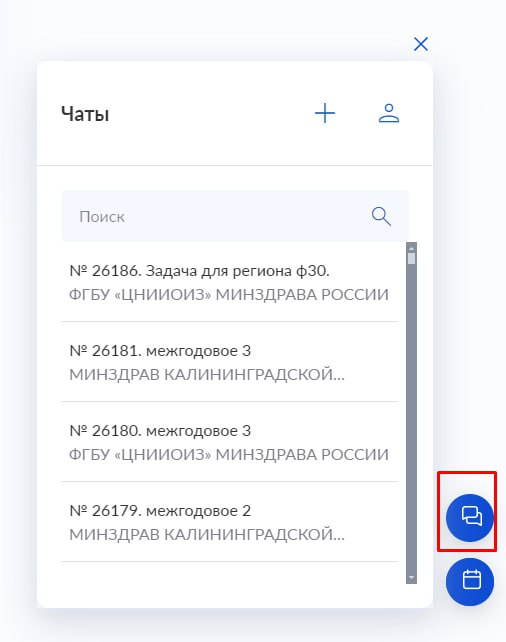 Чаты
Поиск
№ 26186. Задача для региона ф30.
ФГБУ «ЦНИИОИЗ» МИНЗДРАВА РОССИИ
№ 26181. межгодовое 3
МИНЗДРАВ КАЛИНИНГРАДСКОЙ...
№ 26180. межгодовое 3
ФГБУ «ЦНИИОИЗ» МИНЗДРАВА РОССИИ
№ 26179. межгодовое 2
МИНЗДРАВ КАЛИНИНГРАДСКОЙ...